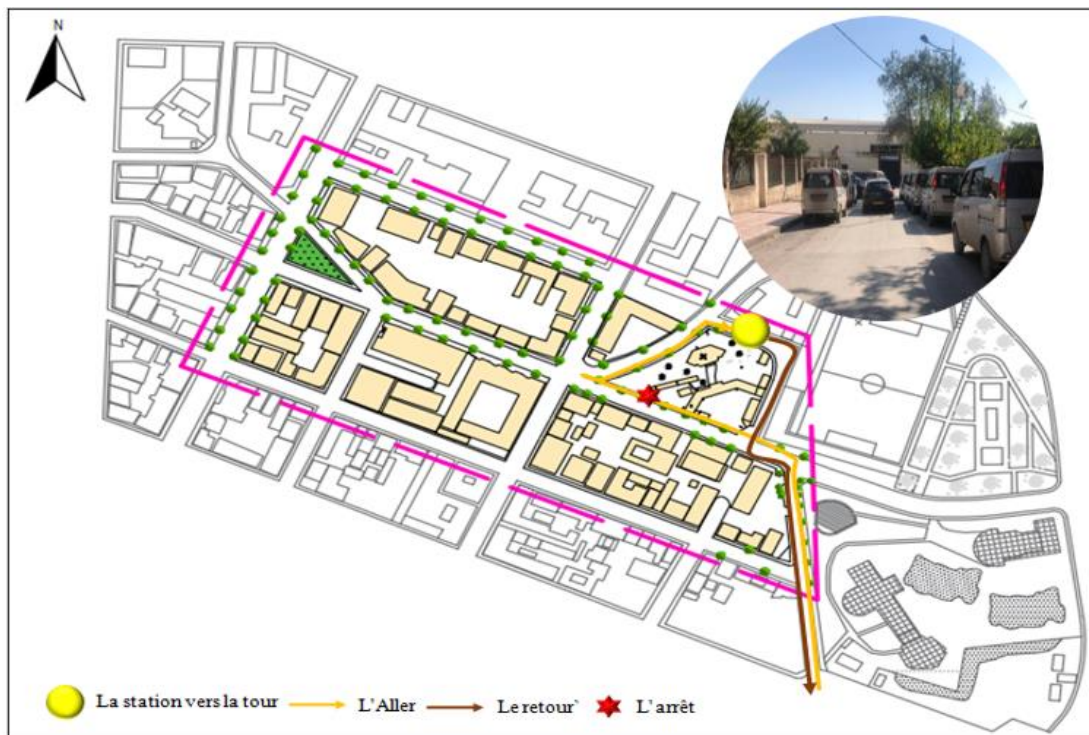 N
La station vers la tour
L'Aller
Le retour`
L'arrêt